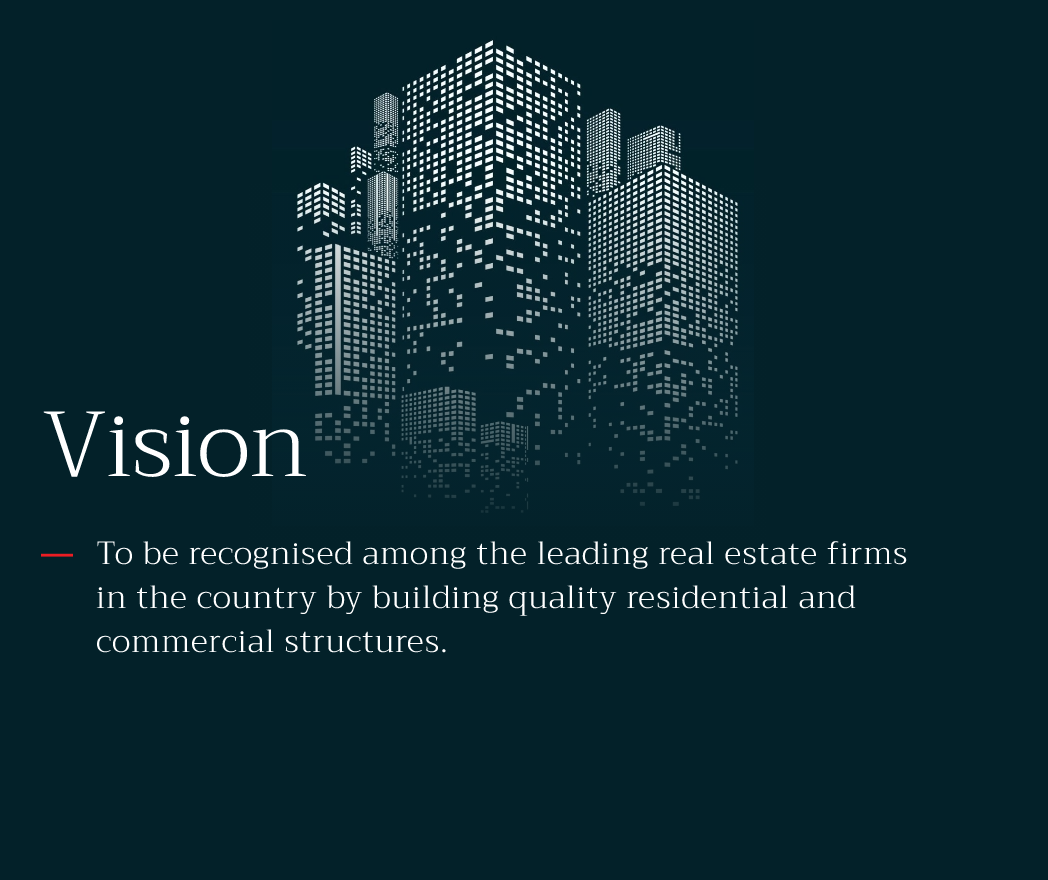 Vision
To be recognised among the leading real estate firms
in the country by building quality residential and
commercial structures.